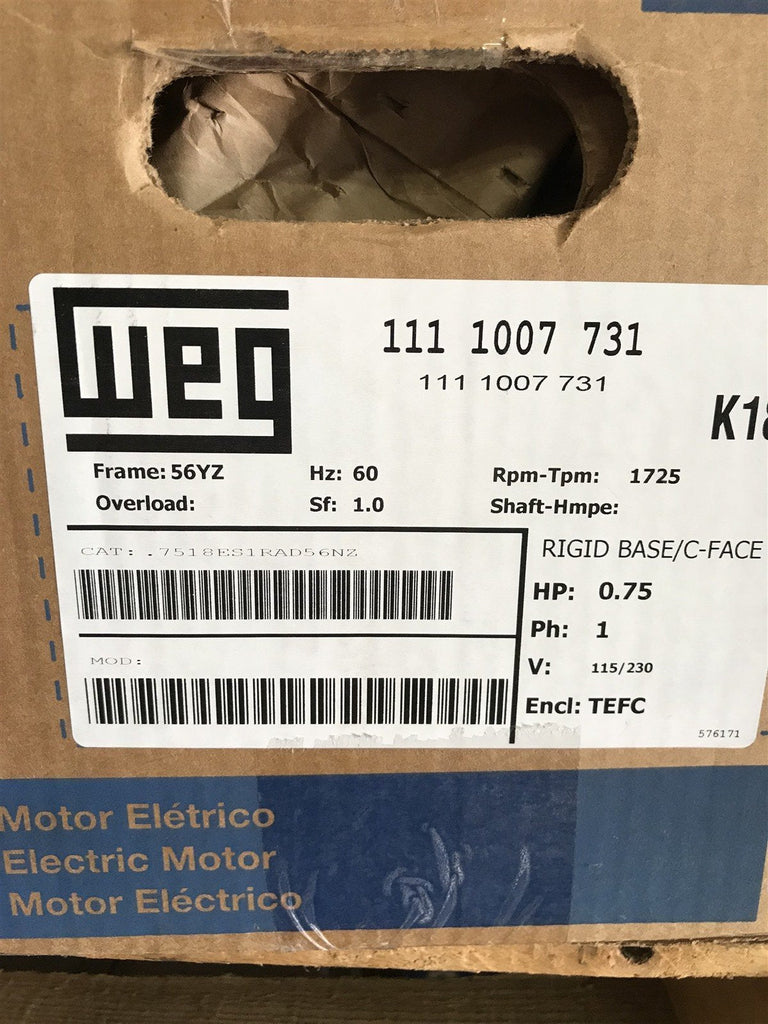 weg
111 1007 731
111 1007 731
Frame: 56YZ Hz: 60 Rpm-Tpm: 1725
Overload: Sf: 1.0 Shaft-Hmpe:
CAT: .7518ES1RAD56NZ
RIGID BASE/C-FACE
HP: 0.75
Ph: 1
MOD:
V: 115/230
Encl: TEFC
576171
Motor Elétrico
Electric Motor
Motor Eléctrico